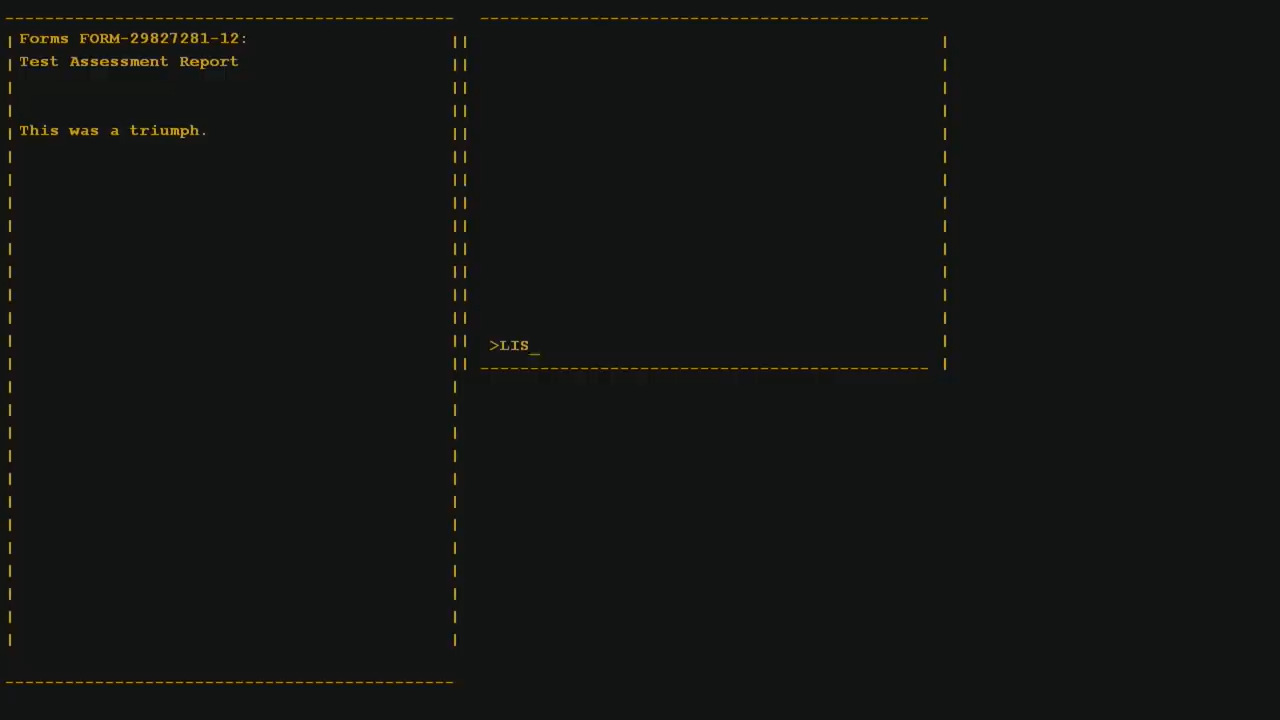 Forms FORM-29827281-12:
Test Assessment Report
This was a triumph.
>LIS_